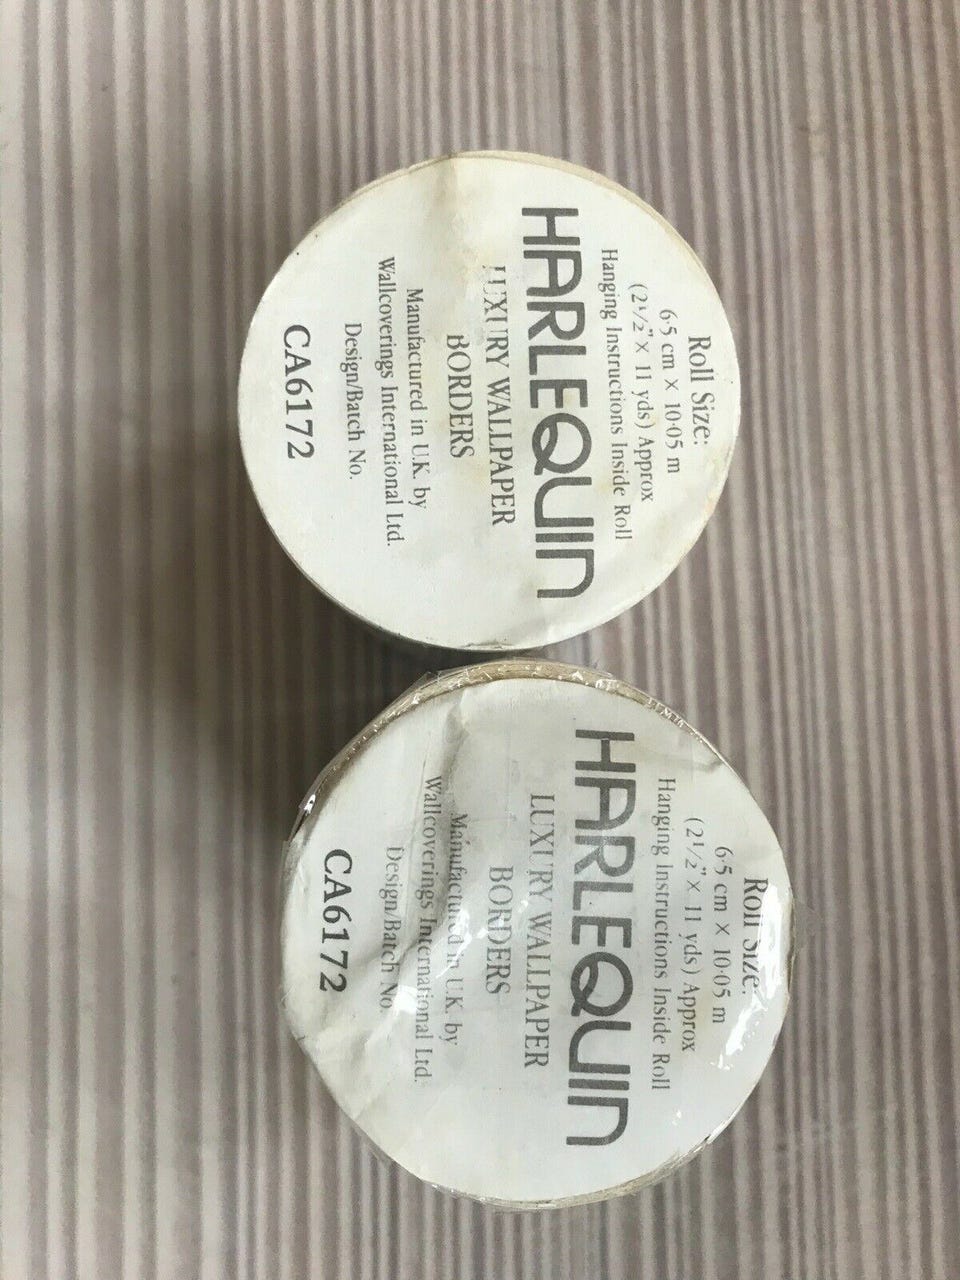 Roll Size:
6·5 cm X 10·05 m
(2½" X 11 yds) Approx
Hanging Instructions Inside Roll
HARLEQUIN
LUXURY WALLPAPER
BORDERS
Manufactured in U.K. by
Wallcoverings International Ltd.
Design/Batch No.
CA6172
Roll Size:
6·5 cm X 10·05 m
(2½" X 11 yds) Approx
Hanging Instructions Inside Roll
HARLEQUIN
LUXURY WALLPAPER
BORDERS
Manufactured in U.K. by
Wallcoverings International Ltd.
Design/Batch No.
CA6172